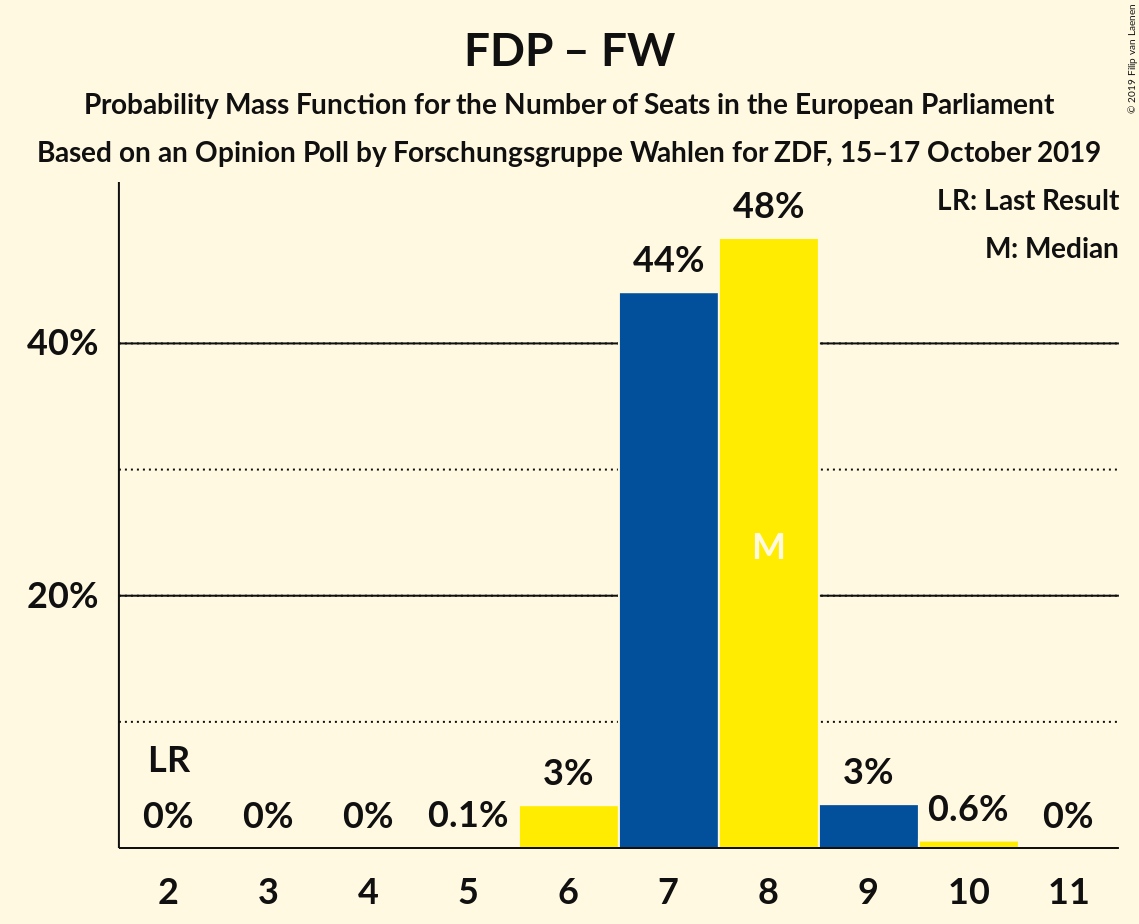 FDP – FW
Probability Mass Function for the Number of Seats in the European Parliament
Based on an Opinion Poll by Forschungsgruppe Wahlen for ZDF, 15–17 October 2019
© 2019 Filip van Laenen
LR: Last Result
M: Median
48%
44%
40%
M
20%
LR
0%
0%
0%
0.1%
3%
3%
0.6%
0%
2
3
4
5
6
7
8
9
10
11